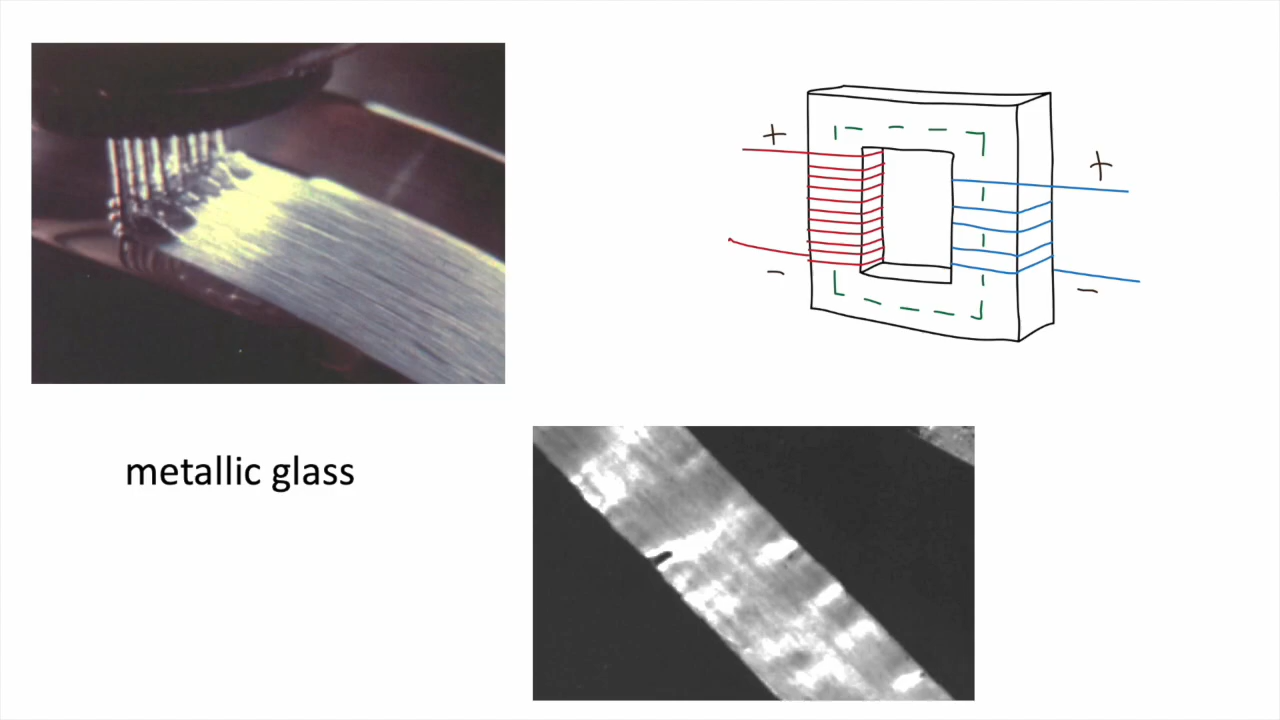 +
+
-
-
metallic glass